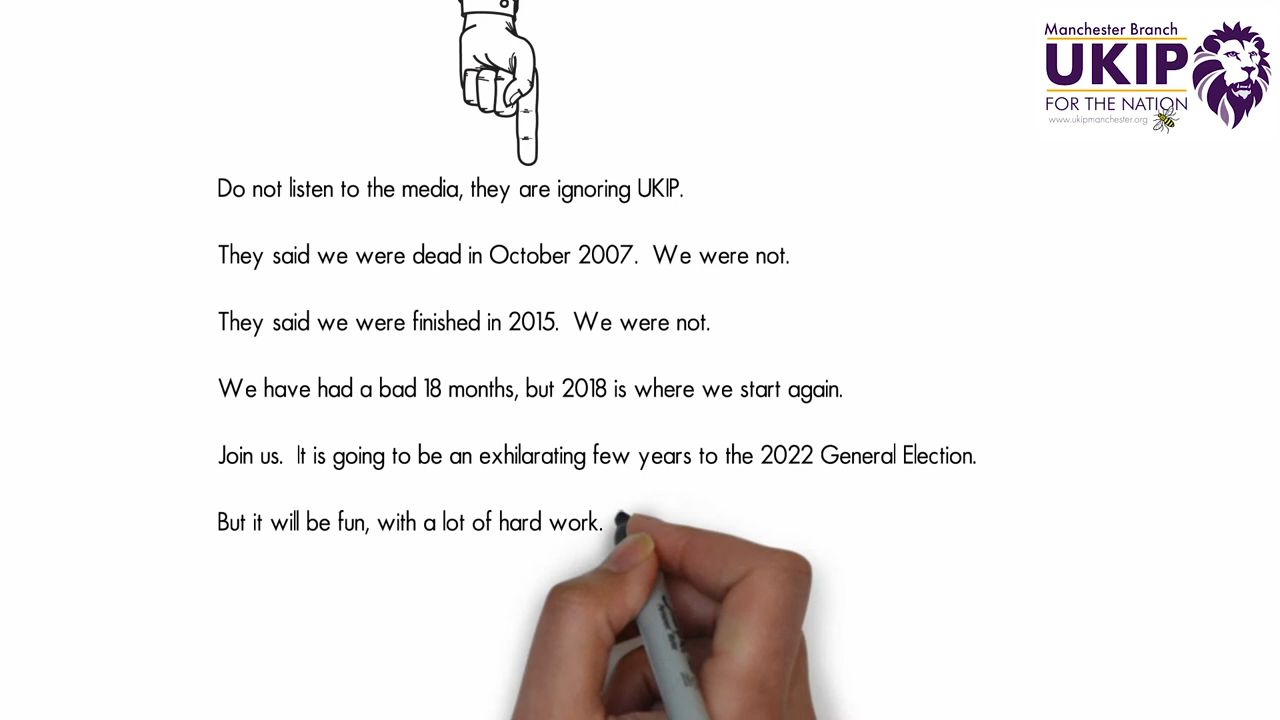 Manchester Branch
UKIP
FOR THE NATION
www.ukipmanchester.org
Do not listen to the media, they are ignoring UKIP.
They said we were dead in October 2007. We were not.
They said we were finished in 2015. We were not.
We have had a bad 18 months, but 2018 is where we start again.
Join us. It is going to be an exhilarating few years to the 2022 General Election.
But it will be fun, with a lot of hard work.